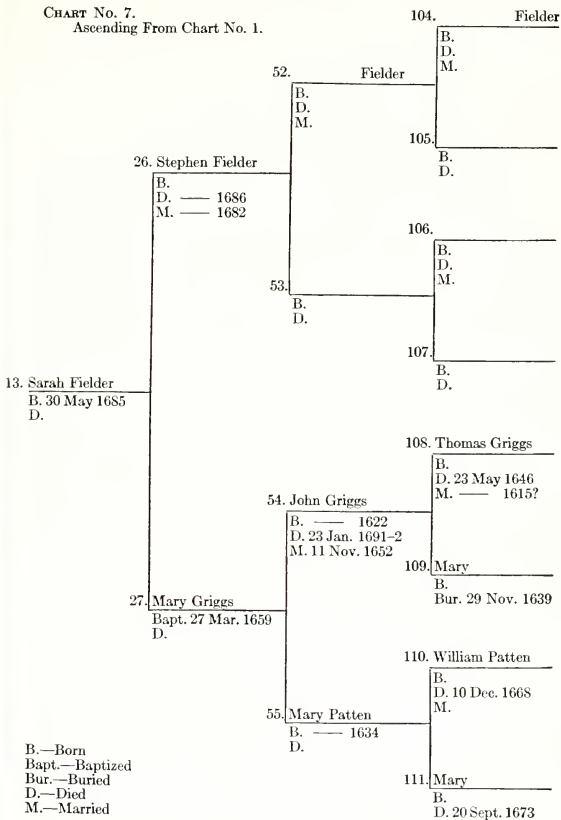 CHART NO. 7.
Ascending From Chart No. 1.
104. Fielder
B.
D.
M.
52. Fielder
B.
D.
M.
105.
B.
D.
26. Stephen Fielder
B.
D. —— 1686
M. —— 1682
106.
B.
D.
M.
53.
B.
D.
107.
B.
D.
13. Sarah Fielder
B. 30 May 1685
D.
108. Thomas Griggs
B.
D. 23 May 1646
M. —— 1615?
54. John Griggs
B. —— 1622
D. 23 Jan. 1691–2
M. 11 Nov. 1652
109. Mary
B.
Bur. 29 Nov. 1639
27. Mary Griggs
Bapt. 27 Mar. 1659
D.
110. William Patten
B.
D. 10 Dec. 1668
M.
55. Mary Patten
B. —— 1634
D.
111. Mary
B.
D. 20 Sept. 1673
B.—Born
Bapt.—Baptized
Bur.—Buried
D.—Died
M.—Married